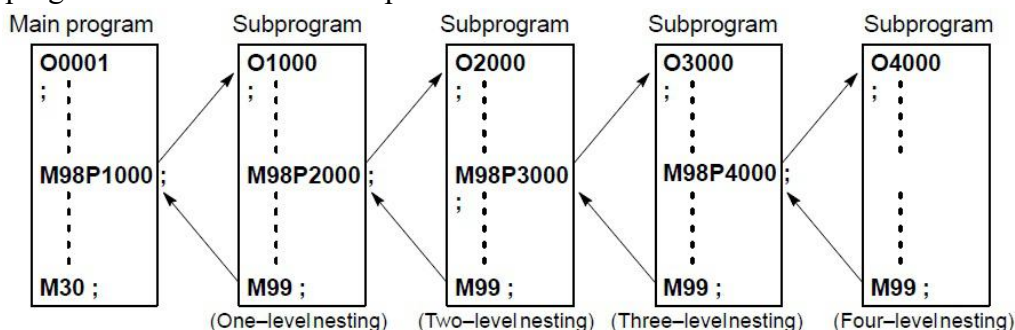 Main program
O0001
;
M98P1000 ;
M30 ;
Subprogram
O1000
;
M98P2000 ;
M99 ;
(One–level nesting)
Subprogram
O2000
;
M98P3000
;
M99 ;
(Two–level nesting)
Subprogram
O3000
;
M98P4000 ;
M99 ;
(Three–level nesting)
Subprogram
O4000
;
M99 ;
(Four–level nesting)